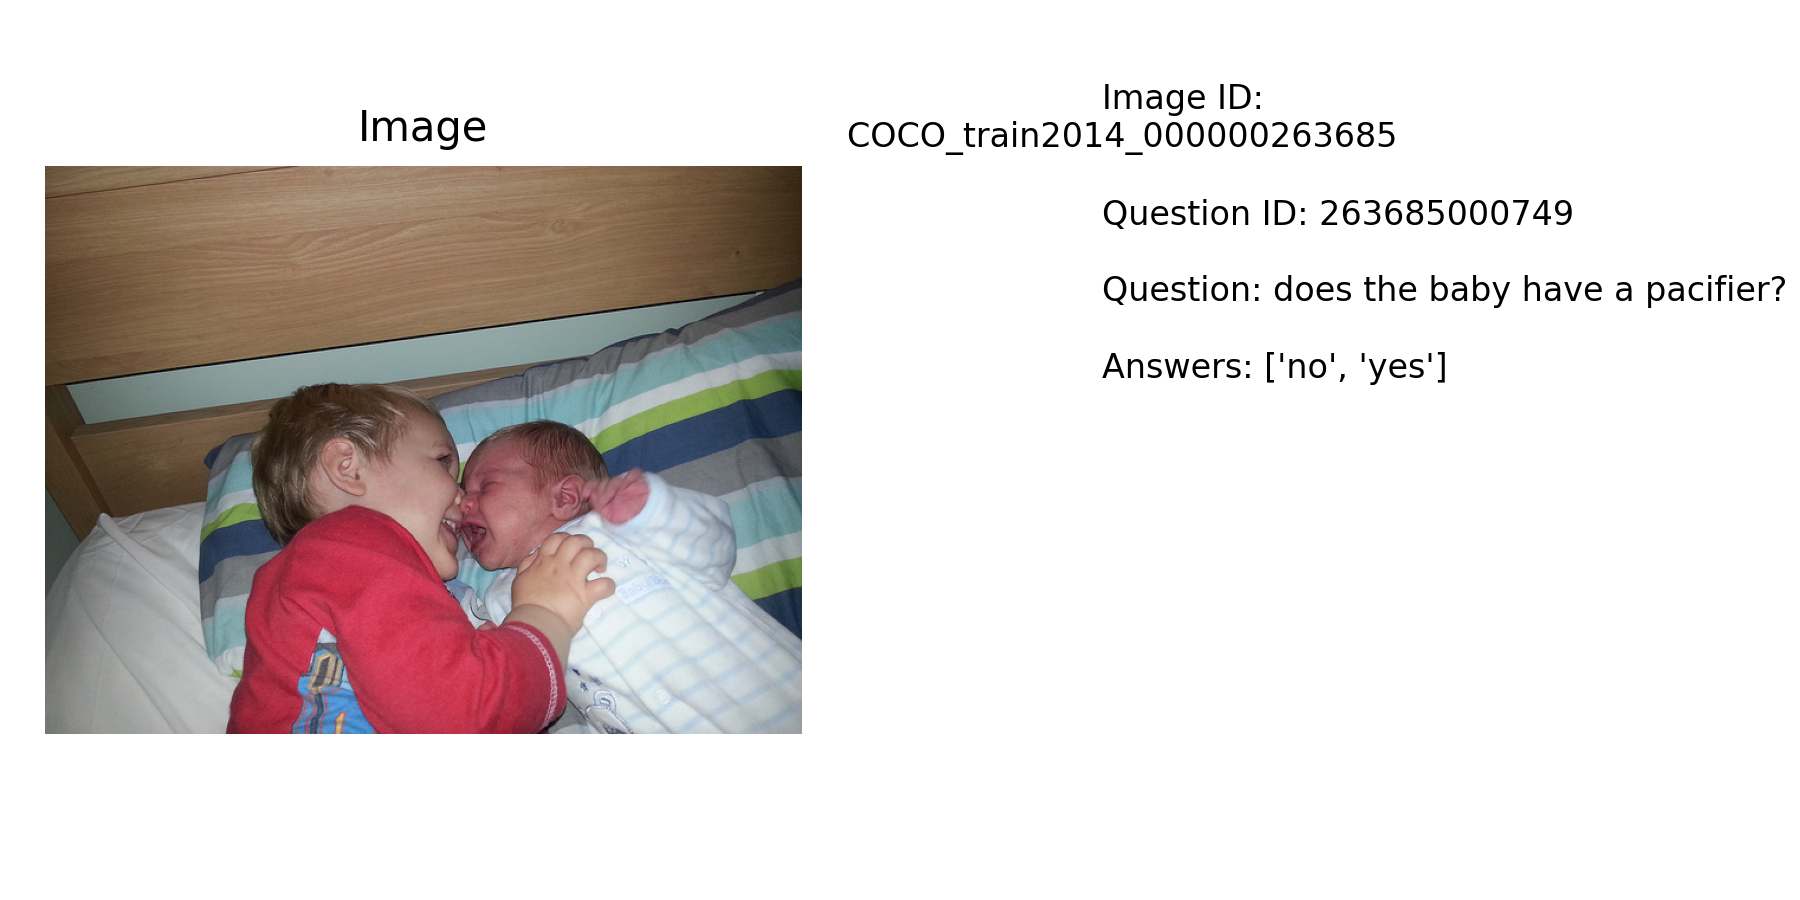 Image
Image ID:
COCO_train2014_000000263685
Question ID: 263685000749
Question: does the baby have a pacifier?
Answers: ['no', 'yes']